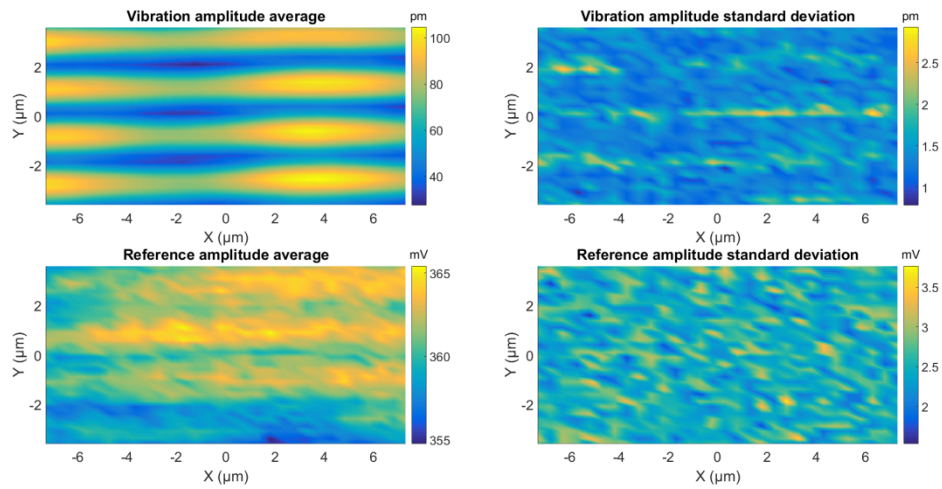 Vibration amplitude average
pm
100
80
60
40
2
0
-2
Y (µm)
-6 -4 -2 0 2 4 6
X (µm)
Vibration amplitude standard deviation
pm
2.5
2
1.5
1
2
0
-2
Y (µm)
-6 -4 -2 0 2 4 6
X (µm)
Reference amplitude average
mV
365
360
355
2
0
-2
Y (µm)
-6 -4 -2 0 2 4 6
X (µm)
Reference amplitude standard deviation
mV
3.5
3
2.5
2
2
0
-2
Y (µm)
-6 -4 -2 0 2 4 6
X (µm)